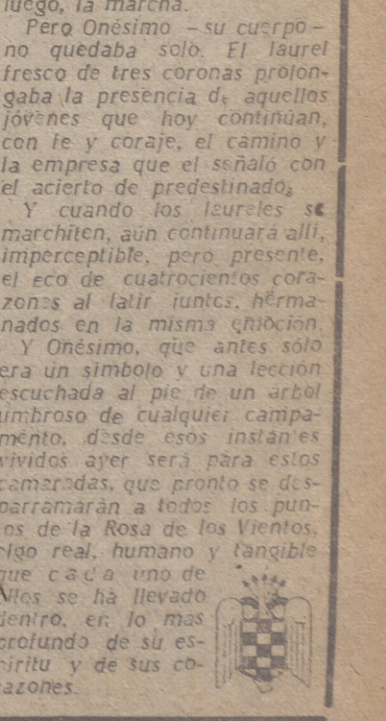 luego, la marcha.
Pero Onésimo —su cuerpo—
no quedaba solo. El laurel
fresco de tres coronas prolon-
gaba la presencia de aquellos
jóvenes que hoy continúan,
con fe y coraje, el camino y
la empresa que el señaló con
el acierto de predestinado.
Y cuando los laureles se
marchiten, aún continuará allí,
imperceptible, pero presente,
el eco de cuatrocientos cora-
zones al latir juntos, herma-
nados en la misma emoción.
Y Onésimo, que antes sólo
era un símbolo y una lección
escuchada al pie de un árbol
umbroso de cualquier campa-
mento, desde esos instantes
vividos ayer será para estos
camaradas, que pronto se des-
parramarán a todos los pun-
os de la Rosa de los Vientos,
algo real, humano y tangible
que cada uno de
ellos se ha llevado
dentro, en lo mas
profundo de su es-
píritu y de sus co-
razones.